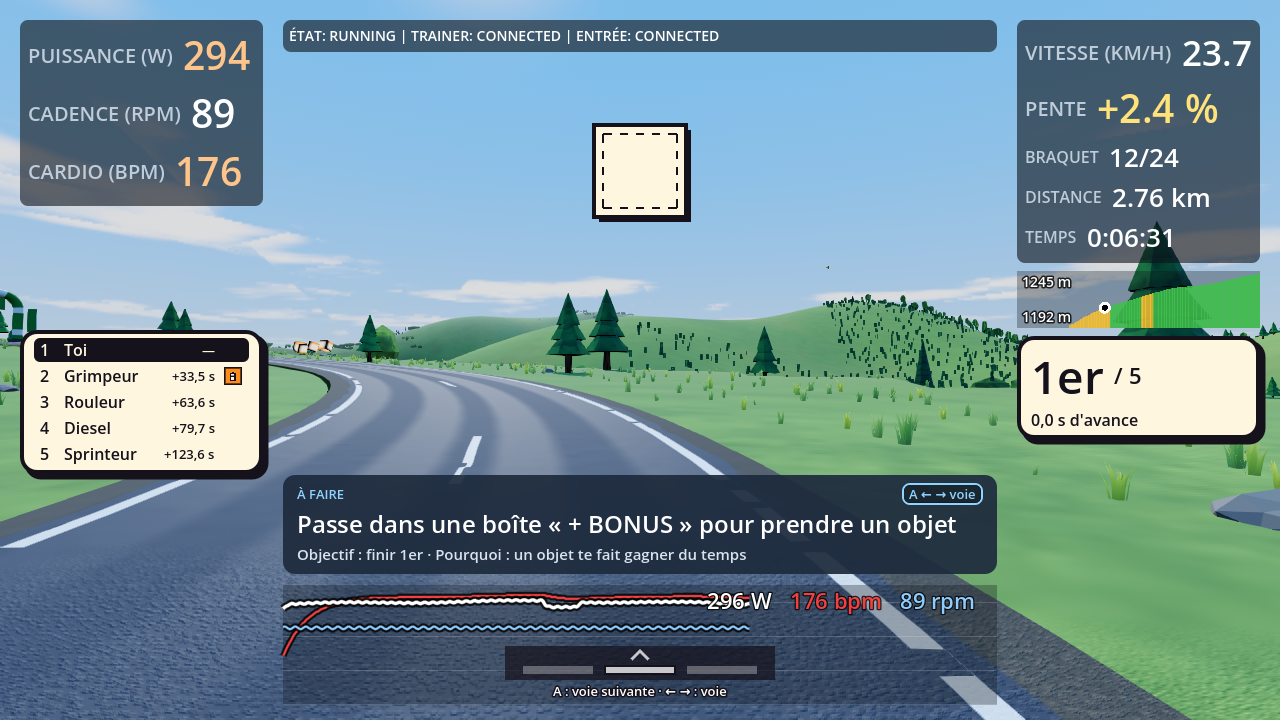 PUISSANCE (W) 294
CADENCE (RPM) 89
CARDIO (BPM) 176
ÉTAT: RUNNING | TRAINER: CONNECTED | ENTRÉE: CONNECTED
VITESSE (KM/H) 23.7
PENTE +2.4 %
BRAQUET 12/24
DISTANCE 2.76 km
TEMPS 0:06:31
1245 m
1192 m
1 Toi —
2 Grimpeur +33,5 s
3 Rouleur +63,6 s
4 Diesel +79,7 s
5 Sprinteur +123,6 s
1er / 5
0,0 s d'avance
À FAIRE
A ← → voie
Passe dans une boîte « + BONUS » pour prendre un objet
Objectif : finir 1er · Pourquoi : un objet te fait gagner du temps
296 W 176 bpm 89 rpm
A : voie suivante · ← → : voie